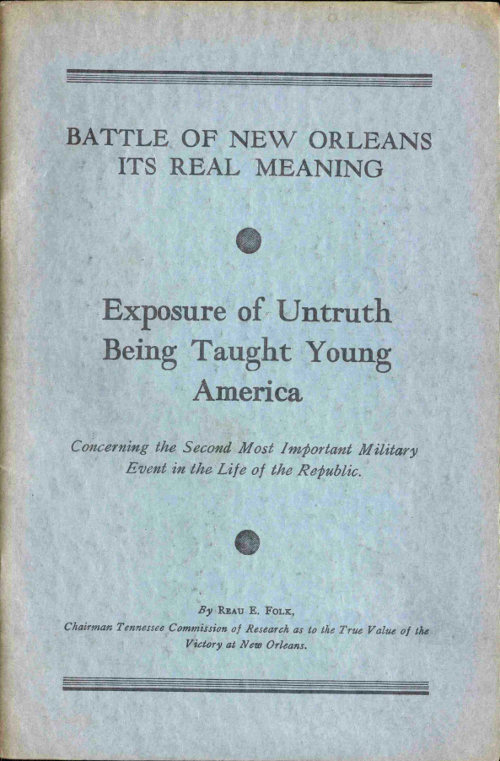 BATTLE OF NEW ORLEANS
ITS REAL MEANING
Exposure of Untruth
Being Taught Young
America
Concerning the Second Most Important Military
Event in the Life of the Republic.
By REAU E. FOLK,
Chairman Tennessee Commission of Research as to the True Value of the
Victory at New Orleans.